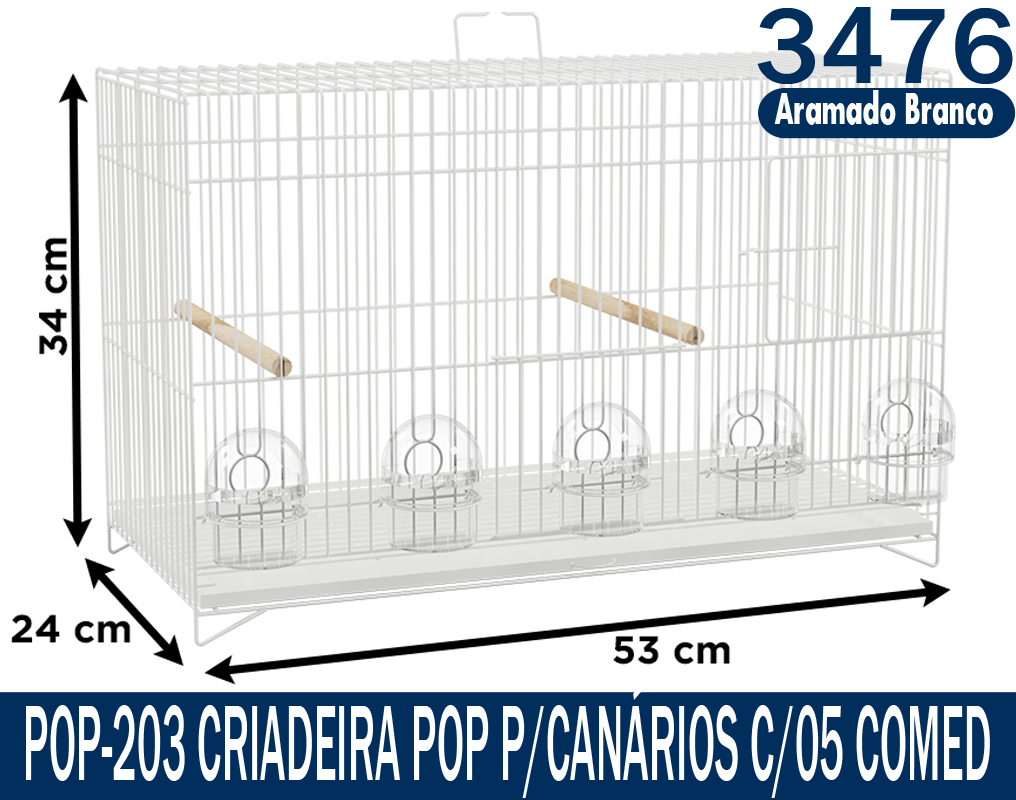 3476
Aramado Branco
34 cm
24 cm
53 cm
POP-203 CRIADEIRA POP P/CANÁRIOS C/05 COMED